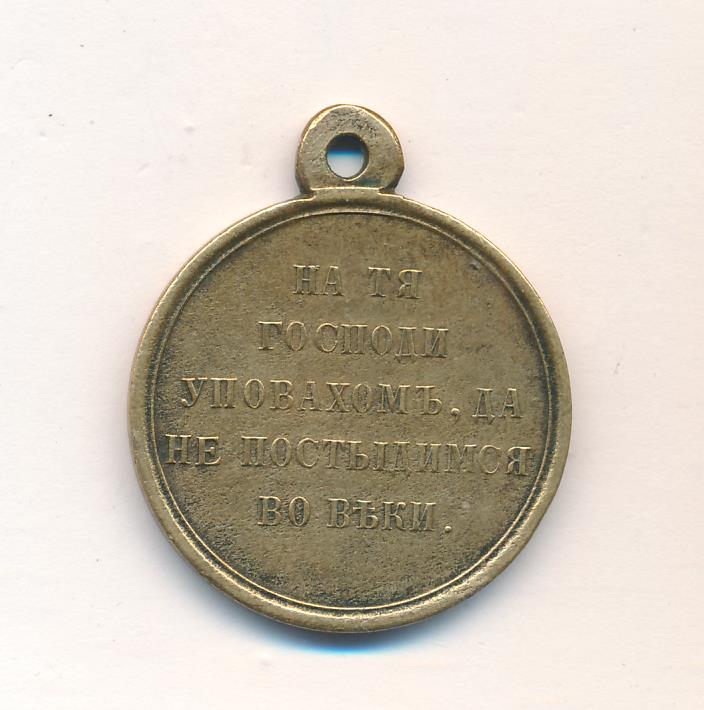 НА ТЯ
ГОСПОДИ
УПОВАХОМЪ, ДА
НЕ ПОСТЫДИМСЯ
ВО ВѢКИ.